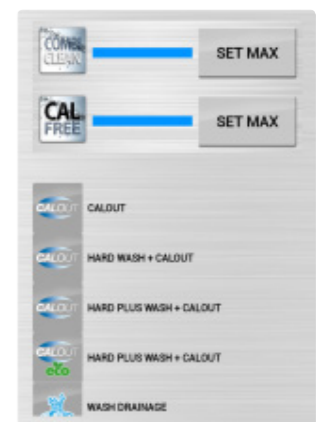 COMBI
CLEAN
SET MAX
CAL
FREE
SET MAX
CALOUT
CALOUT
CALOUT
HARD WASH + CALOUT
CALOUT
HARD PLUS WASH + CALOUT
CALOUT
eco
HARD PLUS WASH + CALOUT
WASH DRAINAGE